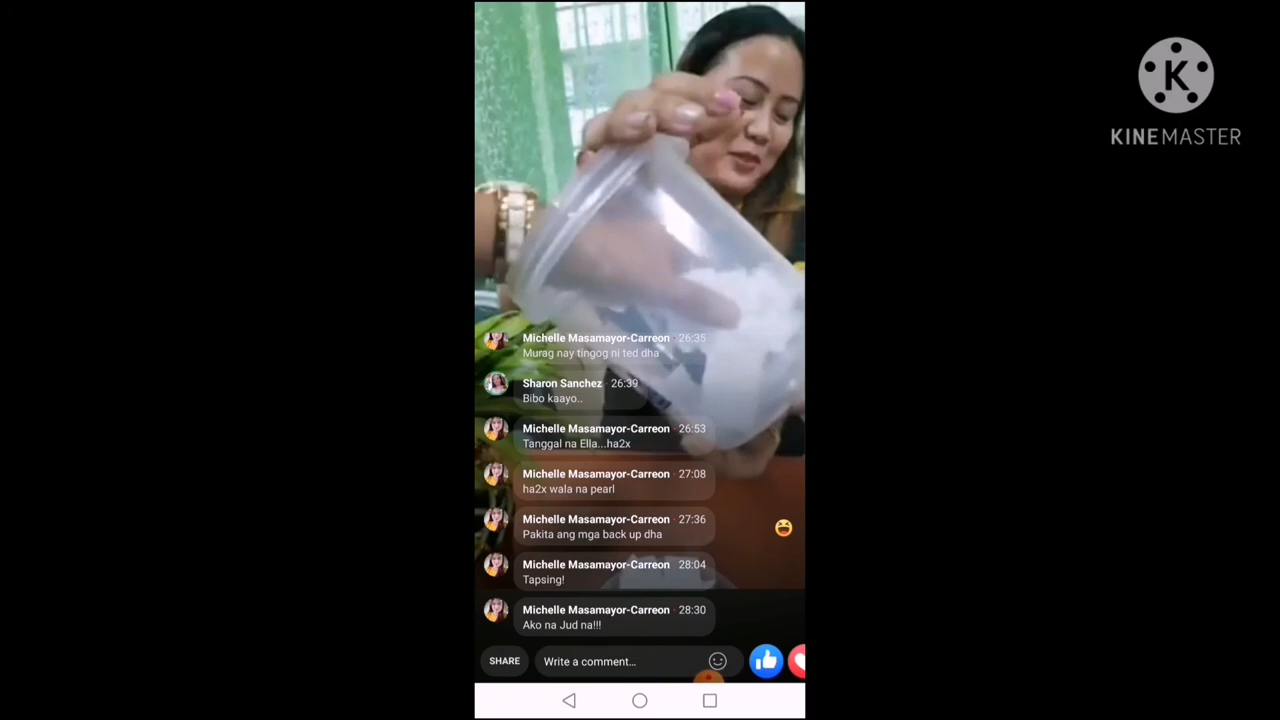 K
KINEMASTER
Michelle Masamayor-Carreon · 26:35
Murag nay tingog ni ted dha
Sharon Sanchez · 26:39
Bibo kaayo..
Michelle Masamayor-Carreon · 26:53
Tanggal na Ella...ha2x
Michelle Masamayor-Carreon · 27:08
ha2x wala na pearl
Michelle Masamayor-Carreon · 27:36
Pakita ang mga back up dha
Michelle Masamayor-Carreon · 28:04
Tapsing!
Michelle Masamayor-Carreon · 28:30
Ako na Jud na!!!
SHARE Write a comment...